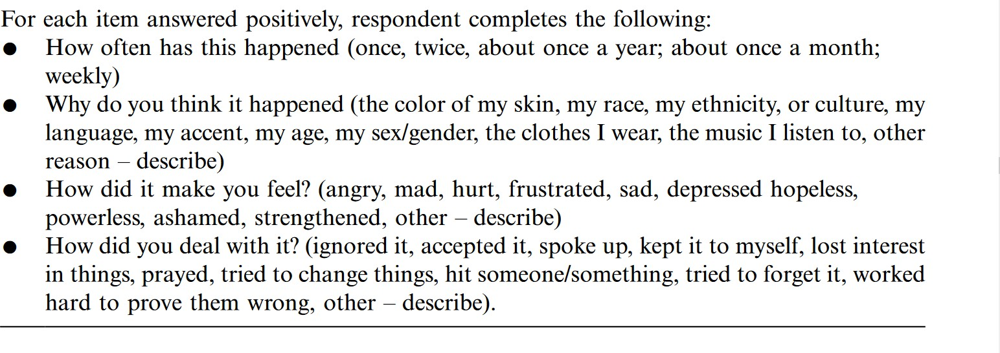 For each item answered positively, respondent completes the following:
● How often has this happened (once, twice, about once a year; about once a month;
weekly)
● Why do you think it happened (the color of my skin, my race, my ethnicity, or culture, my
language, my accent, my age, my sex/gender, the clothes I wear, the music I listen to, other
reason – describe)
● How did it make you feel? (angry, mad, hurt, frustrated, sad, depressed hopeless,
powerless, ashamed, strengthened, other – describe)
● How did you deal with it? (ignored it, accepted it, spoke up, kept it to myself, lost interest
in things, prayed, tried to change things, hit someone/something, tried to forget it, worked
hard to prove them wrong, other – describe).